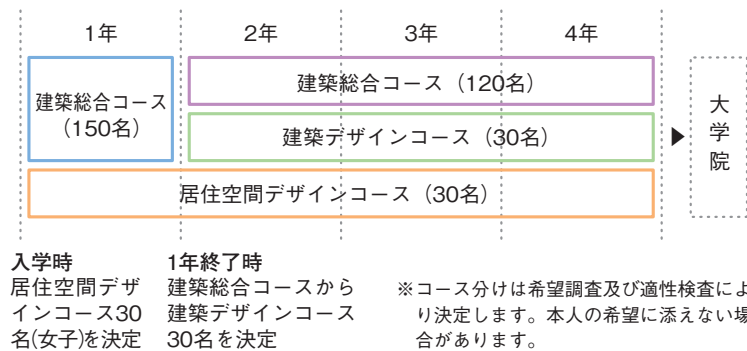 1年
2年
3年
4年
建築総合コース
（150名）
建築総合コース（120名）
建築デザインコース（30名）
居住空間デザインコース（30名）
大学院
入学時
居住空間デザ
インコース30
名(女子)を決定
1年終了時
建築総合コースから
建築デザインコース
30名を決定
※コース分けは希望調査及び適性検査によ
り決定します。本人の希望に添えない場
合があります。